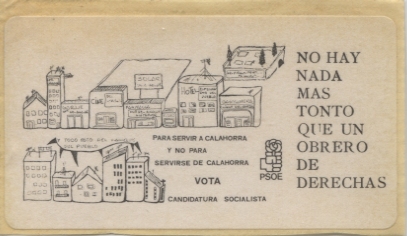 NO HAY
NADA
MAS
TONTO
QUE UN
OBRERO
DE
DERECHAS
PARA SERVIR A CALAHORRA
Y NO PARA
SERVIRSE DE CALAHORRA
VOTA
CANDIDATURA SOCIALISTA
PSOE